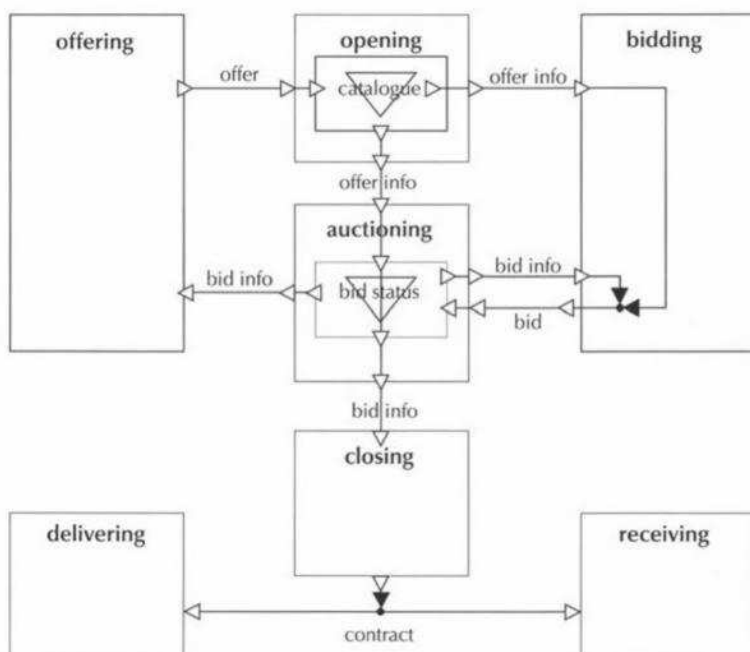 offering
opening
bidding
offer
catalogue
offer info
offer info
auctioning
bid info
bid status
bid info
bid
bid info
closing
delivering
receiving
contract